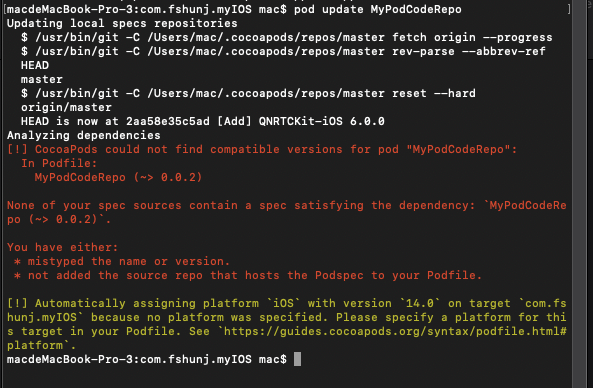 [macdeMacBook-Pro-3:com.fshunj.myIOS mac$ pod update MyPodCodeRepo ]
Updating local specs repositories
$ /usr/bin/git -C /Users/mac/.cocoapods/repos/master fetch origin --progress
$ /usr/bin/git -C /Users/mac/.cocoapods/repos/master rev-parse --abbrev-ref
HEAD
master
$ /usr/bin/git -C /Users/mac/.cocoapods/repos/master reset --hard
origin/master
HEAD is now at 2aa58e35c5ad [Add] QNRTCKit-iOS 6.0.0
Analyzing dependencies
[!] CocoaPods could not find compatible versions for pod "MyPodCodeRepo":
In Podfile:
MyPodCodeRepo (~> 0.0.2)
None of your spec sources contain a spec satisfying the dependency: `MyPodCodeRe
po (~> 0.0.2)`.
You have either:
* mistyped the name or version.
* not added the source repo that hosts the Podspec to your Podfile.
[!] Automatically assigning platform `iOS` with version `14.0` on target `com.fs
hunj.myIOS` because no platform was specified. Please specify a platform for thi
s target in your Podfile. See `https://guides.cocoapods.org/syntax/podfile.html#
platform`.
macdeMacBook-Pro-3:com.fshunj.myIOS mac$